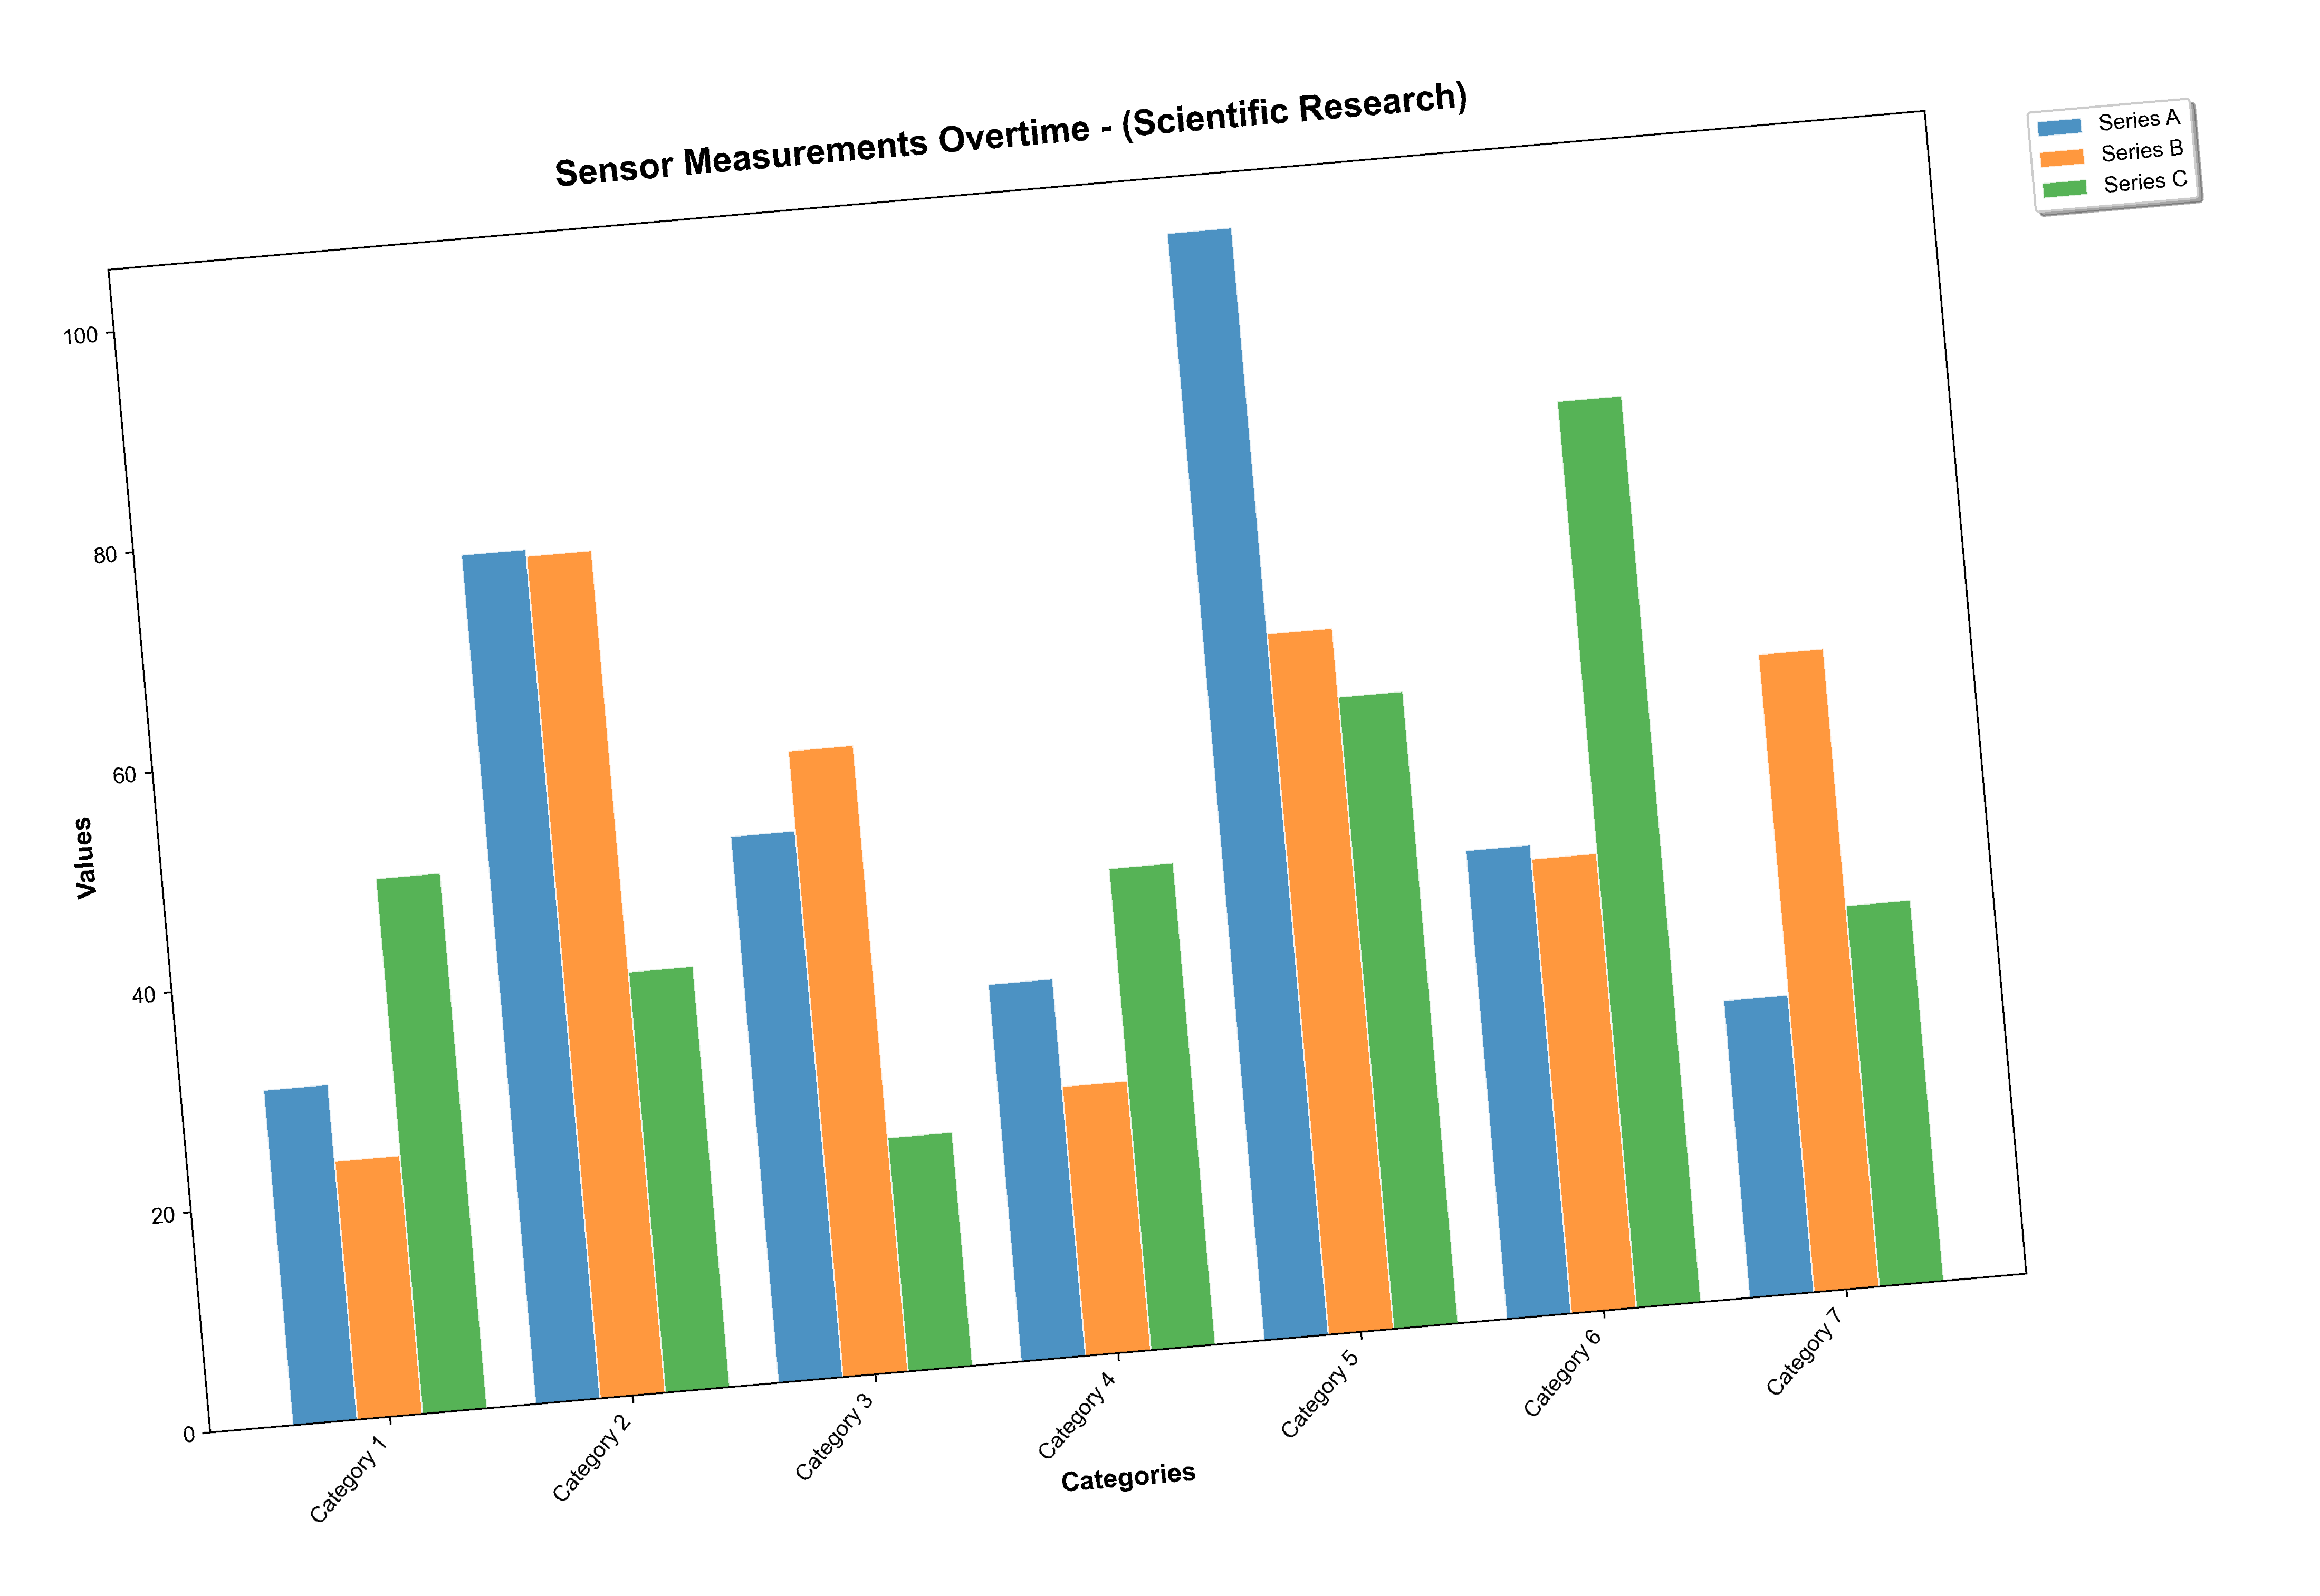 Sensor Measurements Overtime - (Scientific Research)
Series A
Series B
Series C
100
80
60
40
20
0
Values
Category 1
Category 2
Category 3
Category 4
Category 5
Category 6
Category 7
Categories